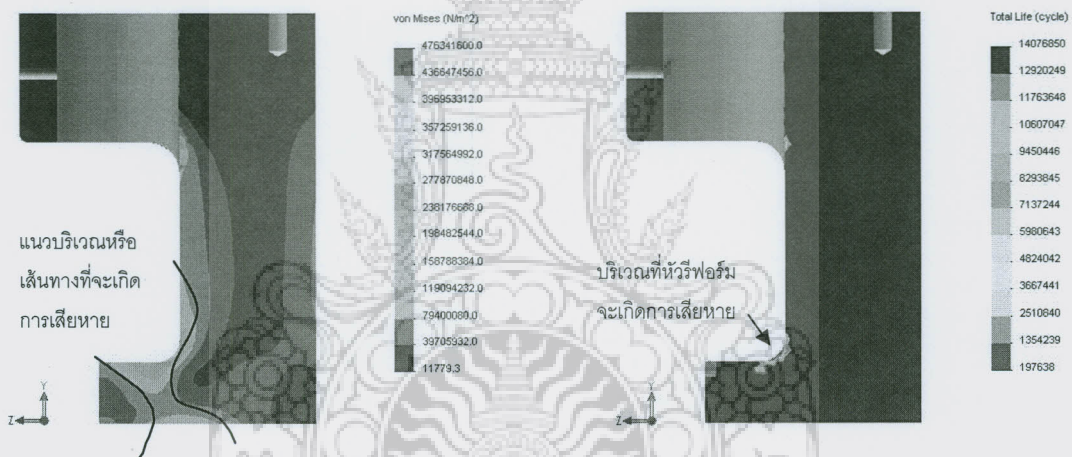 von Mises (N/m^2)
476341600.0
436647456.0
396953312.0
357259136.0
317564992.0
277870848.0
238176688.0
198482544.0
158788384.0
119094232.0
79400080.0
39705932.0
11779.3
แนวบริเวณหรือ
เส้นทางที่จะเกิด
การเสียหาย
Y
Z
Total Life (cycle)
14076850
12920249
11763648
10607047
9450446
8293845
7137244
5980643
4824042
3667441
2510840
1354239
197638
บริเวณที่หัวรีฟอร์ม
จะเกิดการเสียหาย
Y
Z